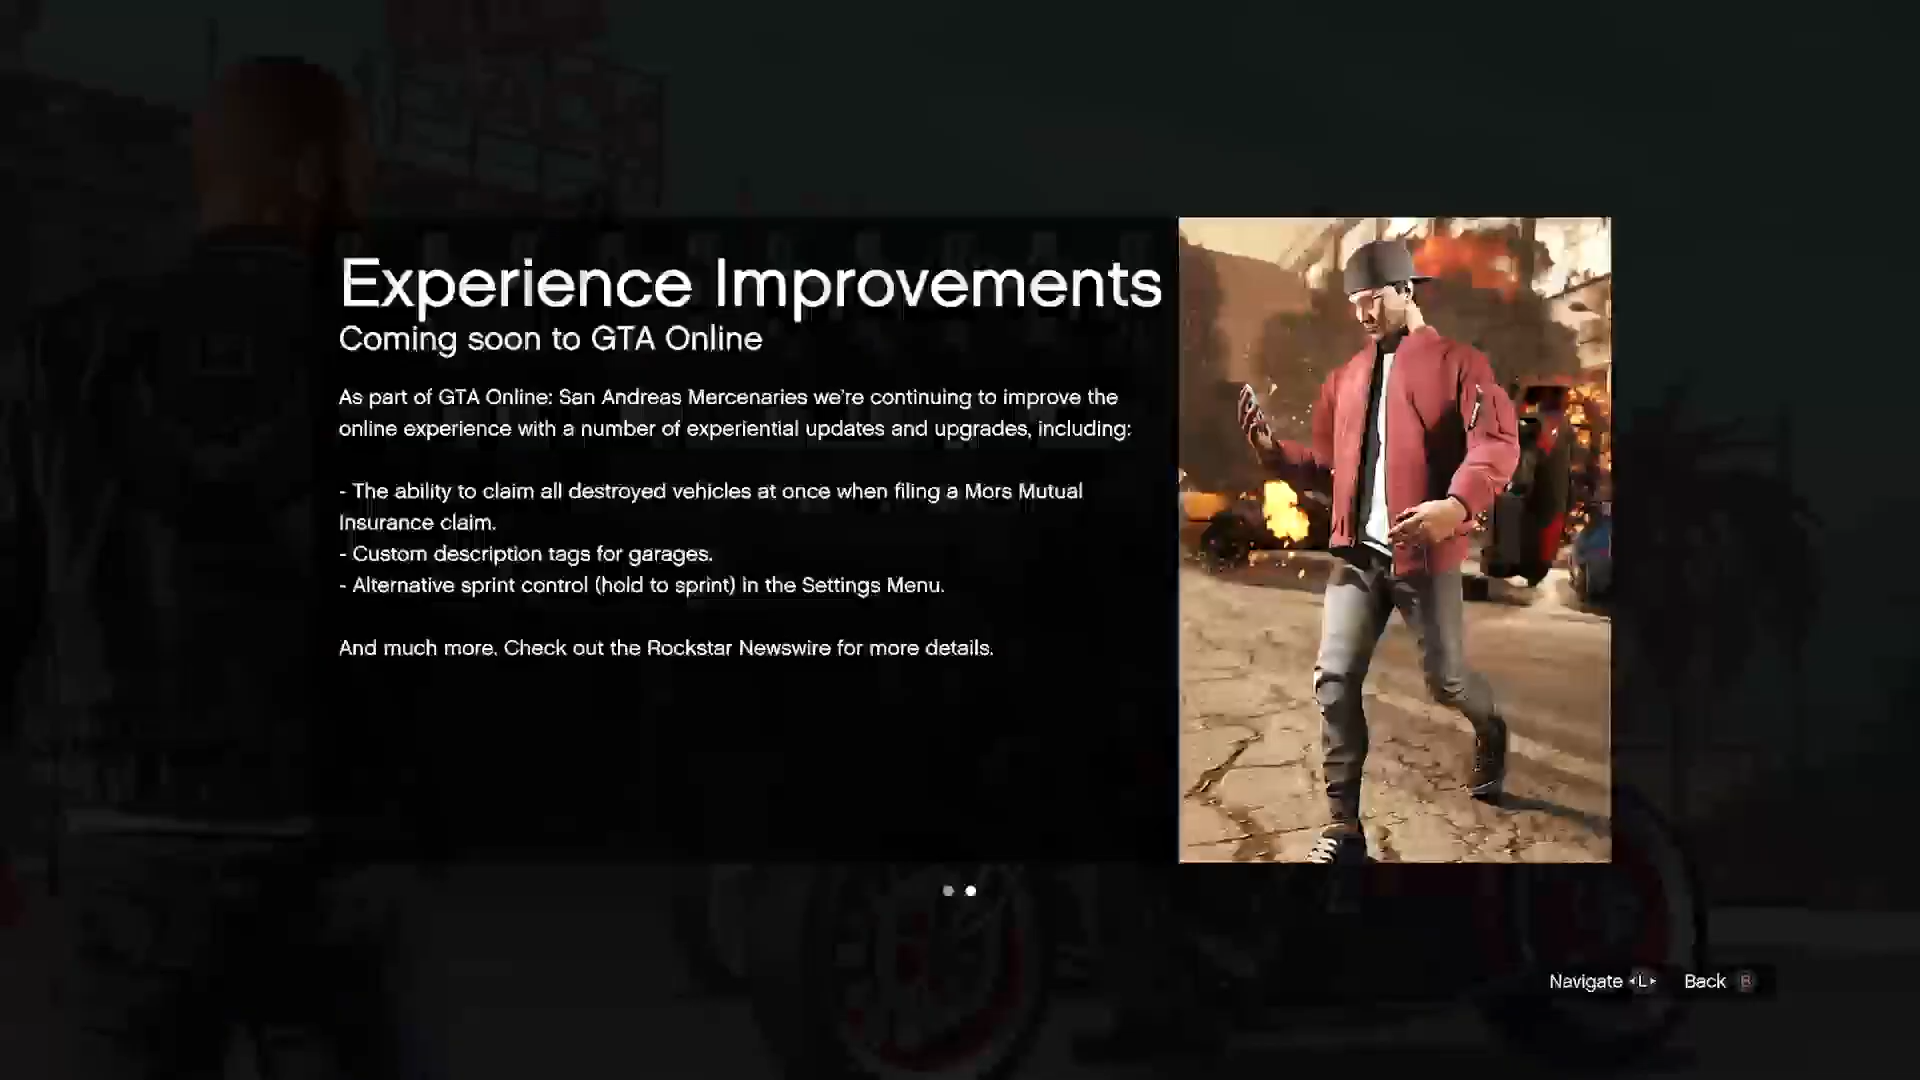 Experience Improvements
Coming soon to GTA Online
As part of GTA Online: San Andreas Mercenaries we're continuing to improve the
online experience with a number of experiential updates and upgrades, including:
- The ability to claim all destroyed vehicles at once when filing a Mors Mutual
Insurance claim.
- Custom description tags for garages.
- Alternative sprint control (hold to sprint) in the Settings Menu.
And much more. Check out the Rockstar Newswire for more details.
Navigate L Back B